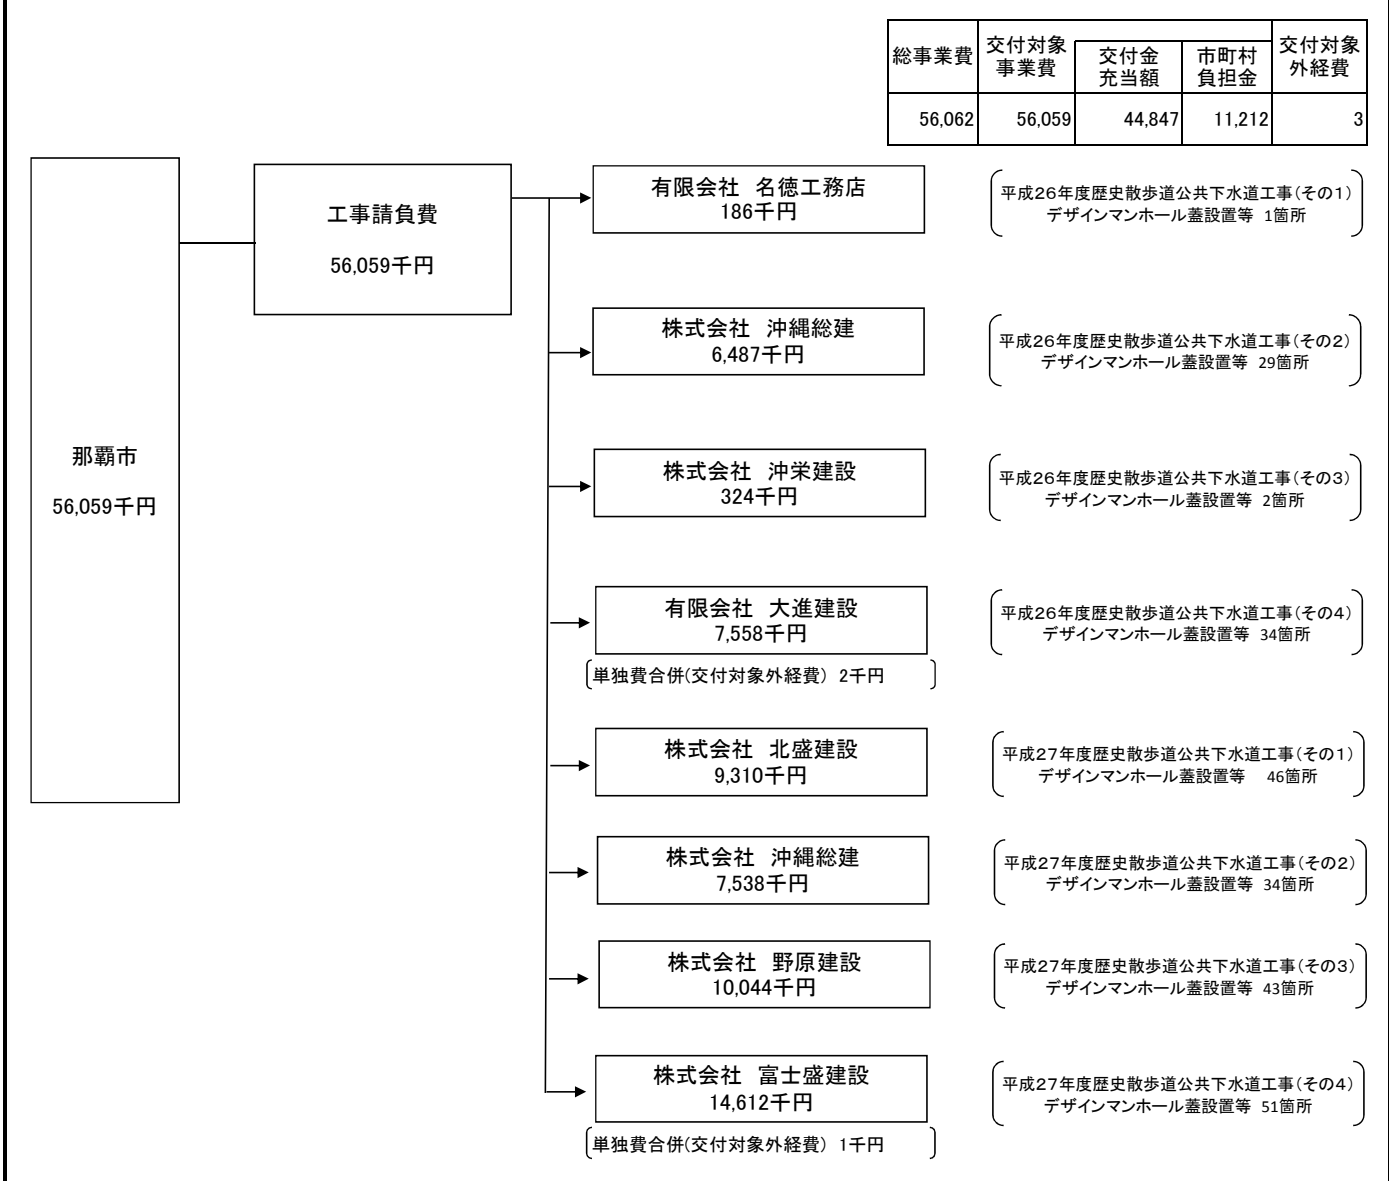 総事業費
交付対象
事業費
交付金
充当額
市町村
負担金
交付対象
外経費
56,062 56,059 44,847 11,212 3
那覇市
56,059千円
工事請負費
56,059千円
有限会社 名徳工務店
186千円
平成26年度歴史散歩道公共下水道工事(その1)
デザインマンホール蓋設置等 1箇所
株式会社 沖縄総建
6,487千円
平成26年度歴史散歩道公共下水道工事(その2)
デザインマンホール蓋設置等 29箇所
株式会社 沖栄建設
324千円
平成26年度歴史散歩道公共下水道工事(その3)
デザインマンホール蓋設置等 2箇所
有限会社 大進建設
7,558千円
単独費合併(交付対象外経費) 2千円
平成26年度歴史散歩道公共下水道工事(その4)
デザインマンホール蓋設置等 34箇所
株式会社 北盛建設
9,310千円
平成27年度歴史散歩道公共下水道工事(その1)
デザインマンホール蓋設置等 46箇所
株式会社 沖縄総建
7,538千円
平成27年度歴史散歩道公共下水道工事(その2)
デザインマンホール蓋設置等 34箇所
株式会社 野原建設
10,044千円
平成27年度歴史散歩道公共下水道工事(その3)
デザインマンホール蓋設置等 43箇所
株式会社 富士盛建設
14,612千円
単独費合併(交付対象外経費) 1千円
平成27年度歴史散歩道公共下水道工事(その4)
デザインマンホール蓋設置等 51箇所